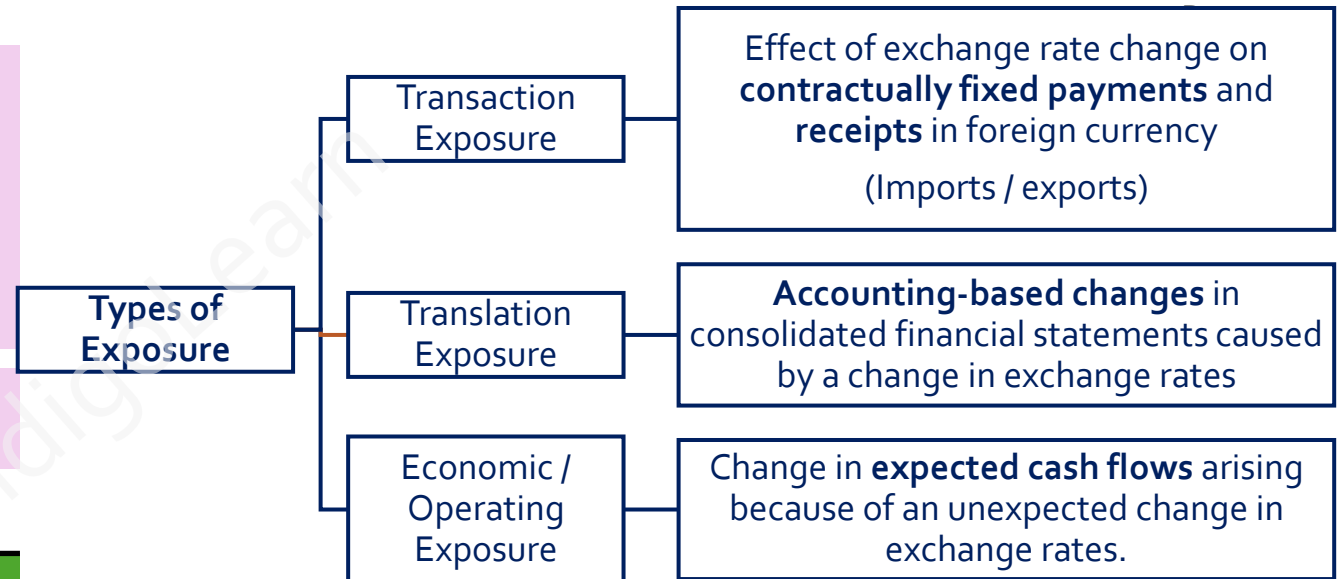 Types of
Exposure
Transaction
Exposure
Effect of exchange rate change on
contractually fixed payments and
receipts in foreign currency
(Imports / exports)
Translation
Exposure
Accounting-based changes in
consolidated financial statements caused
by a change in exchange rates
Economic /
Operating
Exposure
Change in expected cash flows arising
because of an unexpected change in
exchange rates.